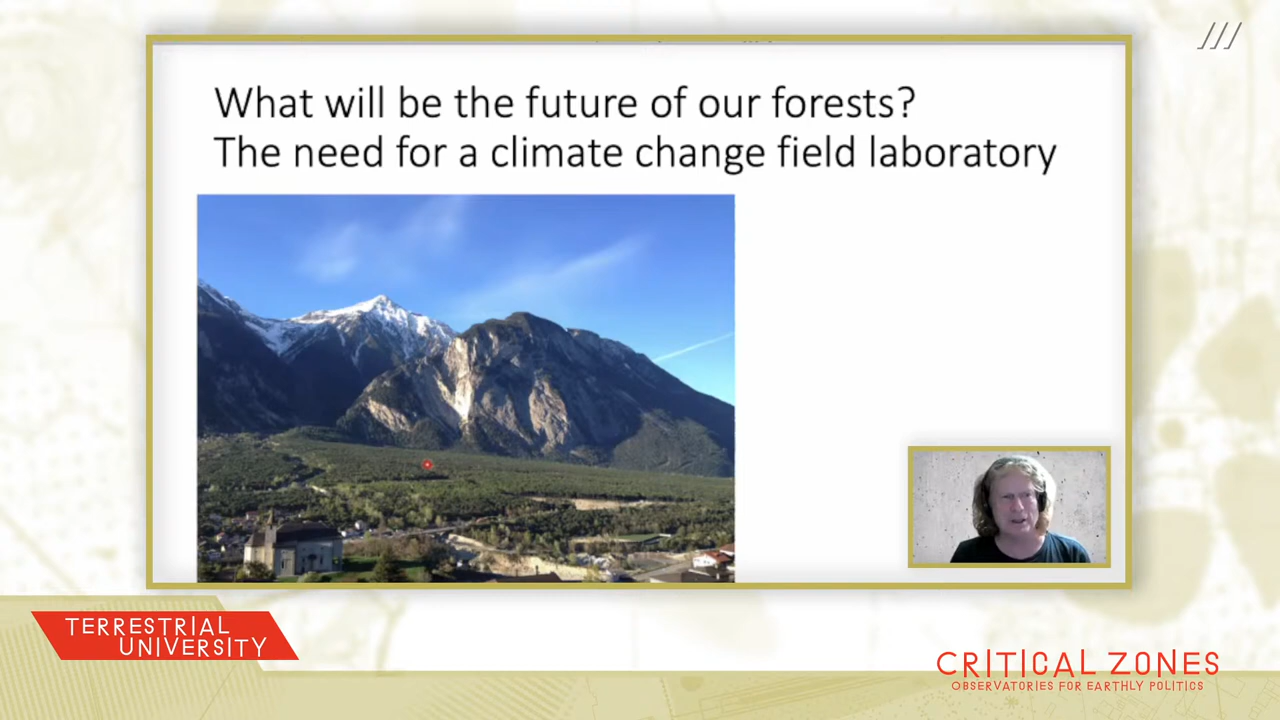 What will be the future of our forests?
The need for a climate change field laboratory
TERRESTRIAL
UNIVERSITY
CRITICAL ZONES
OBSERVATORIES FOR EARTHLY POLITICS